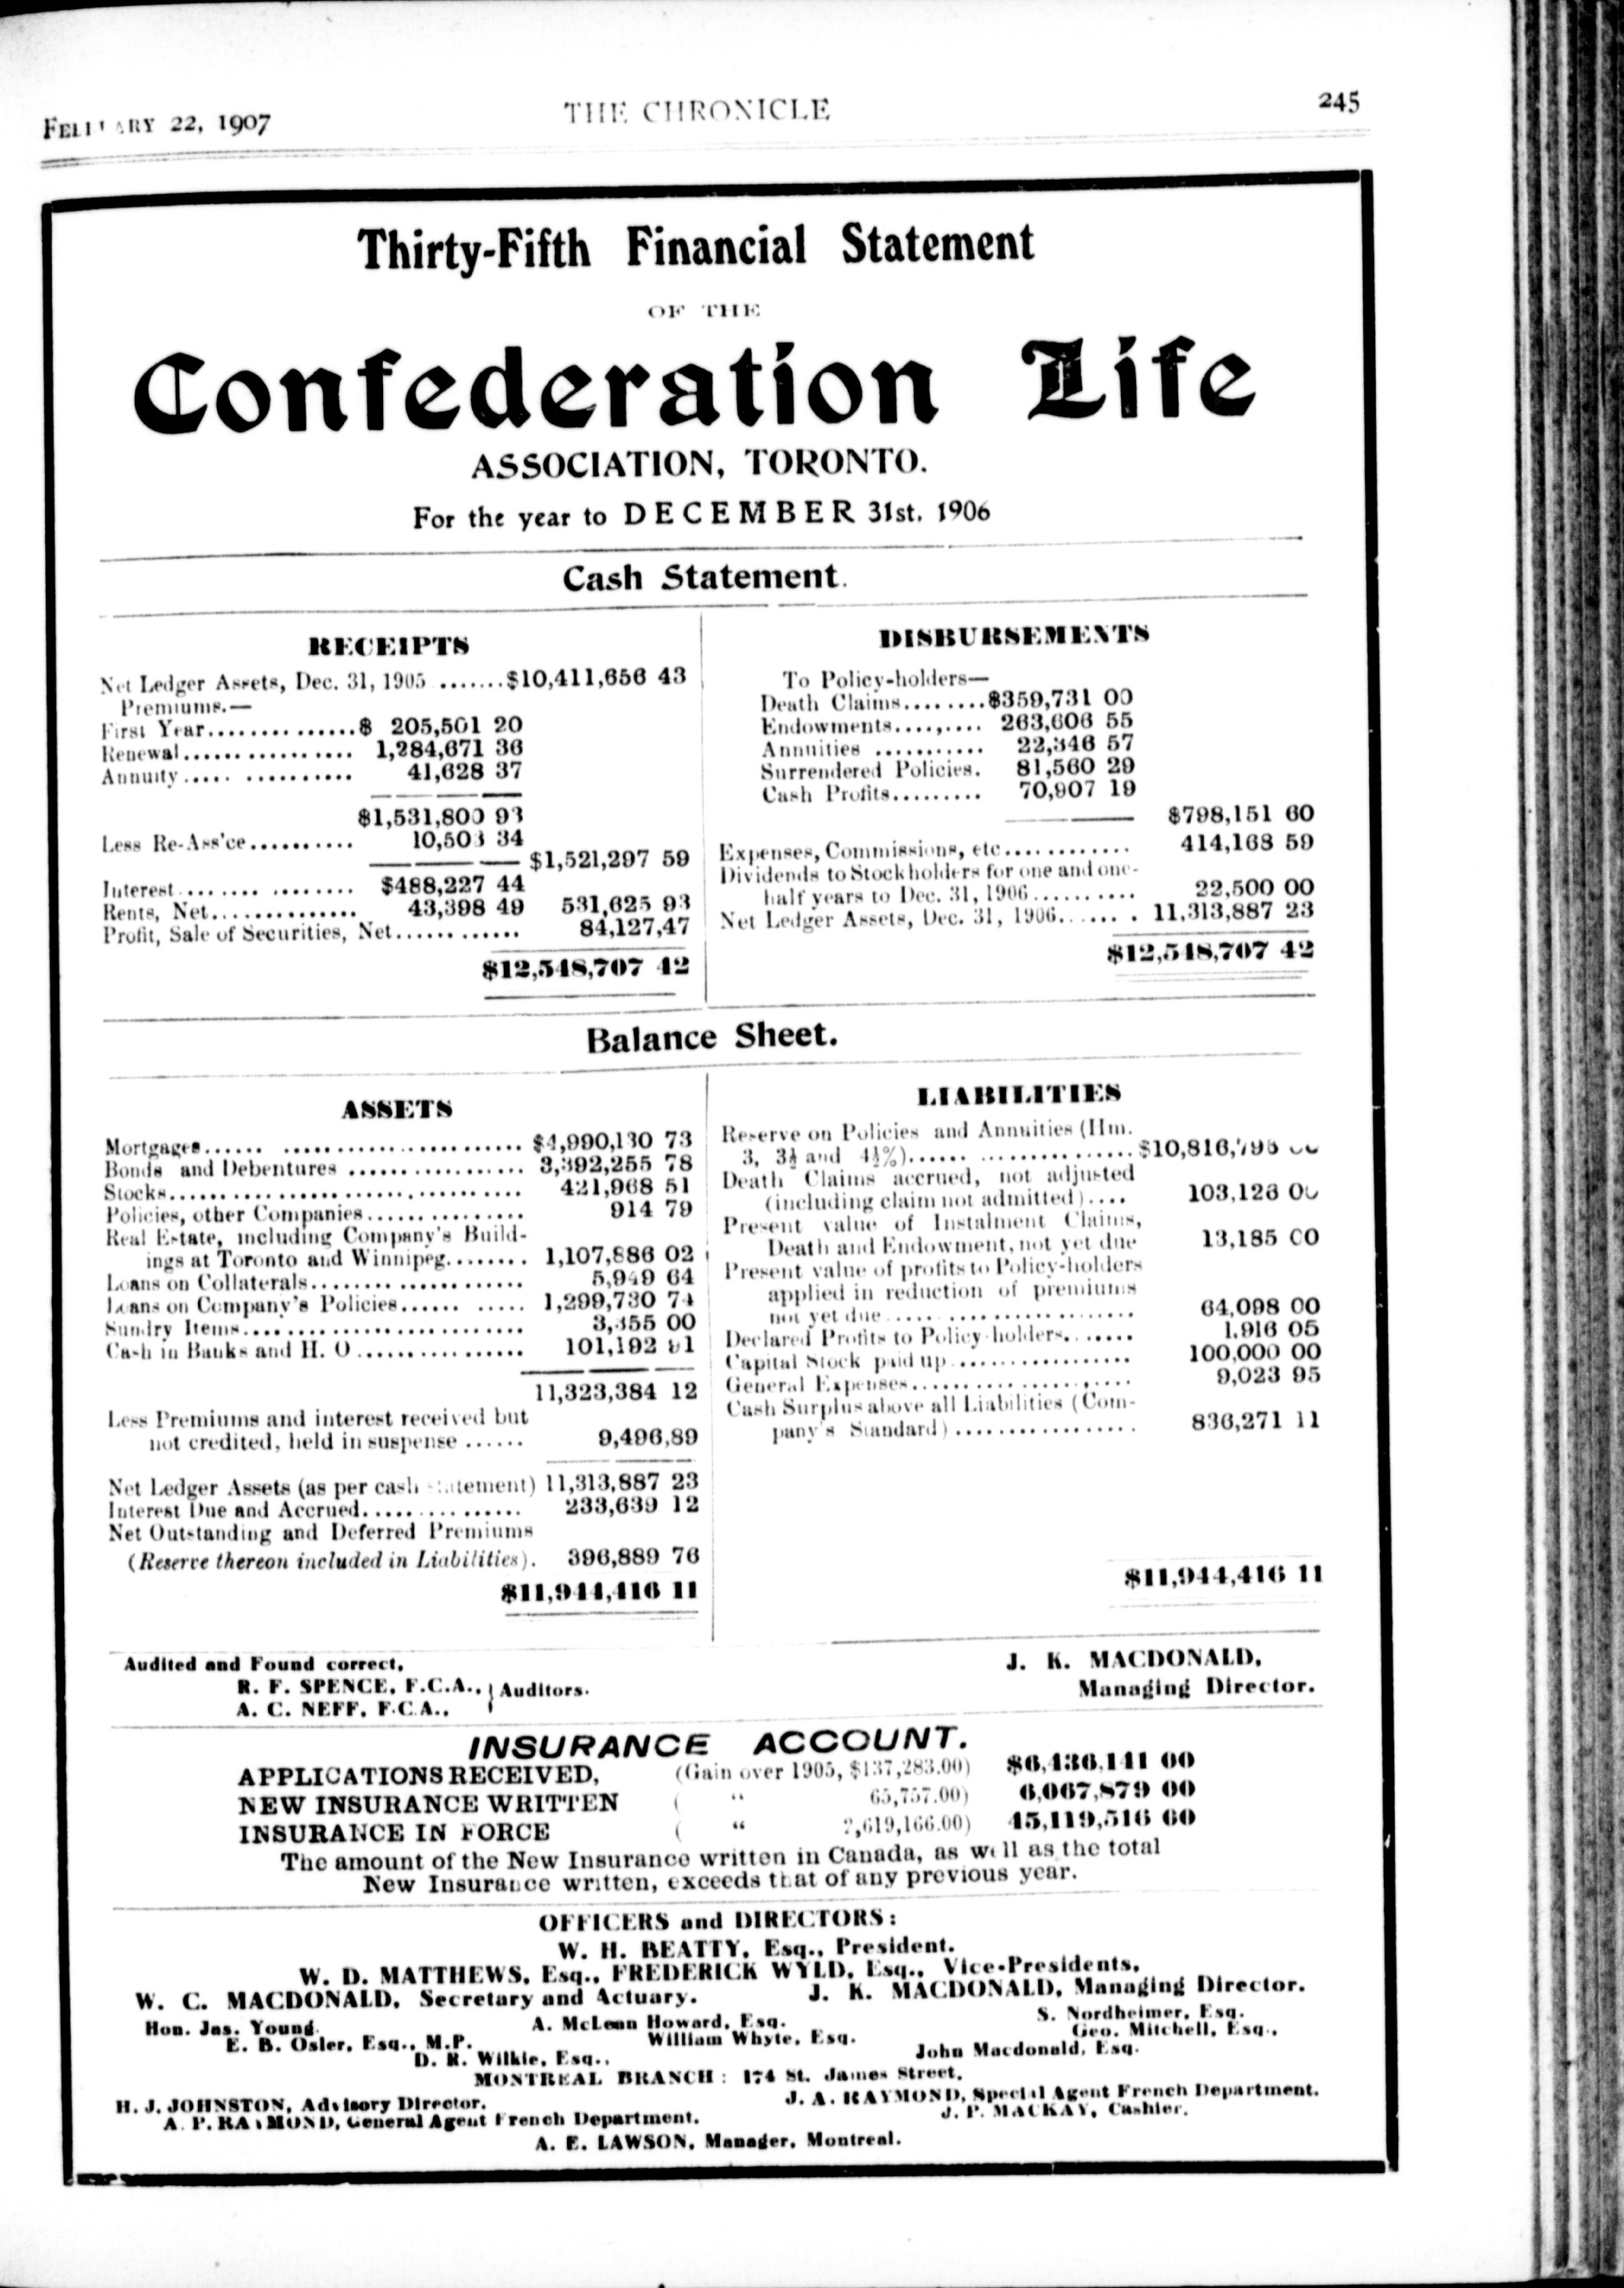 FEBRUARY 22, 1907 THE CHRONICLE 245
Thirty-Fifth Financial Statement
OF THE
Confederation Life
ASSOCIATION, TORONTO.
For the year to DECEMBER 31st, 1906
Cash Statement.
RECEIPTS
Net Ledger Assets, Dec. 31, 1905 .......$10,411,656 43
Premiums.—
First Year..............$ 205,501 20
Renewal................ 1,284,671 36
Annuity..... .......... 41,628 37
$1,531,800 93
Less Re-Ass'ce.......... 10,503 34
$1,521,297 59
Interest........ ........ $488,227 44
Rents, Net.............. 43,398 49 531,625 93
Profit, Sale of Securities, Net............ 84,127,47
$12,548,707 42
DISBURSEMENTS
To Policy-holders—
Death Claims........$359,731 00
Endowments......... 263,606 55
Annuities ........... 22,346 57
Surrendered Policies. 81,560 29
Cash Profits......... 70,907 19
$798,151 60
Expenses, Commissions, etc............ 414,168 59
Dividends to Stockholders for one and one-
half years to Dec. 31, 1906.......... 22,500 00
Net Ledger Assets, Dec. 31, 1906...... . 11,313,887 23
$12,548,707 42
Balance Sheet.
ASSETS
Mortgages...... ........................ $4,990,130 73
Bonds and Debentures .................. 3,392,255 78
Stocks.................................... 421,968 51
Policies, other Companies................ 914 79
Real Estate, including Company's Build-
ings at Toronto and Winnipeg........ 1,107,886 02
Loans on Collaterals...................... 5,949 64
Loans on Company's Policies...... ..... 1,299,730 74
Sundry Items............................ 3,355 00
Cash in Banks and H. O................. 101,192 91
11,323,384 12
Less Premiums and interest received but
not credited, held in suspense ...... 9,496,89
Net Ledger Assets (as per cash statement) 11,313,887 23
Interest Due and Accrued................ 233,639 12
Net Outstanding and Deferred Premiums
(Reserve thereon included in Liabilities). 396,889 76
$11,944,416 11
LIABILITIES
Reserve on Policies and Annuities (Hm.
3, 3½ and 4½%)...... ................$10,816,796 00
Death Claims accrued, not adjusted
(including claim not admitted).... 103,126 00
Present value of Instalment Claims,
Death and Endowment, not yet due 13,185 00
Present value of profits to Policy-holders
applied in reduction of premiums
not yet due......................... 64,098 00
Declared Profits to Policy-holders....... 1,916 05
Capital Stock paid up.................. 100,000 00
General Expenses....................... 9,023 95
Cash Surplus above all Liabilities (Com-
pany's Standard).................. 836,271 11
$11,944,416 11
Audited and Found correct,
R. F. SPENCE, F.C.A.,
A. C. NEFF, F.C.A.,
} Auditors.
J. K. MACDONALD,
Managing Director.
INSURANCE ACCOUNT.
APPLICATIONS RECEIVED, (Gain over 1905, $137,283.00) $6,436,141 00
NEW INSURANCE WRITTEN ( " 65,757.00) 6,067,879 00
INSURANCE IN FORCE ( " 2,619,166.00) 45,119,516 60
The amount of the New Insurance written in Canada, as well as the total
New Insurance written, exceeds that of any previous year.
OFFICERS and DIRECTORS:
W. H. BEATTY, Esq., President.
W. D. MATTHEWS, Esq., FREDERICK WYLD, Esq., Vice-Presidents,
W. C. MACDONALD, Secretary and Actuary. J. K. MACDONALD, Managing Director.
Hon. Jas. Young. A. McLean Howard, Esq. S. Nordheimer, Esq.
E. B. Osler, Esq., M.P. William Whyte, Esq. Geo. Mitchell, Esq.,
D. R. Wilkie, Esq., John Macdonald, Esq.
MONTREAL BRANCH: 174 St. James Street,
H. J. JOHNSTON, Advisory Director. J. A. RAYMOND, Special Agent French Department.
A. P. RAYMOND, General Agent French Department. J. P. MACKAY, Cashier.
A. E. LAWSON, Manager, Montreal.